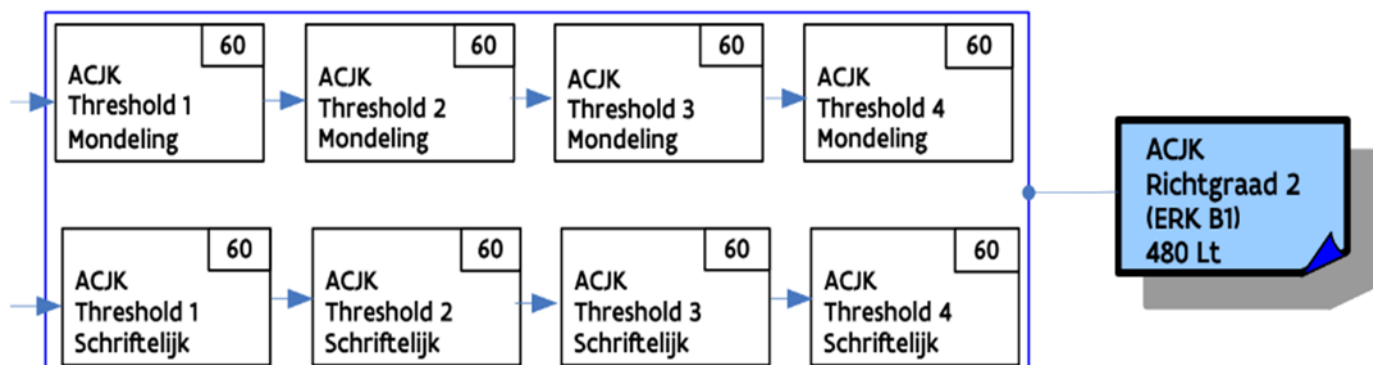 60
ACJK
Threshold 1
Mondeling
60
ACJK
Threshold 2
Mondeling
60
ACJK
Threshold 3
Mondeling
60
ACJK
Threshold 4
Mondeling
ACJK
Richtgraad 2
(ERK B1)
480 Lt
60
ACJK
Threshold 1
Schriftelijk
60
ACJK
Threshold 2
Schriftelijk
60
ACJK
Threshold 3
Schriftelijk
60
ACJK
Threshold 4
Schriftelijk